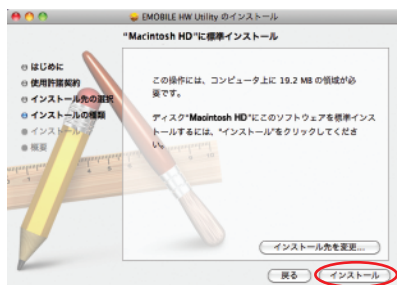 EMOBILE HW Utility のインストール
"Macintosh HD"に標準インストール
はじめに
使用許諾契約
インストール先の選択
インストールの種類
インストール
概要
この操作には、コンピュータ上に 19.2 MB の領域が必
要です。
ディスク"Macintosh HD"にこのソフトウェアを標準インス
トールするには、"インストール"をクリックしてくださ
い。
インストール先を変更...
戻る
インストール